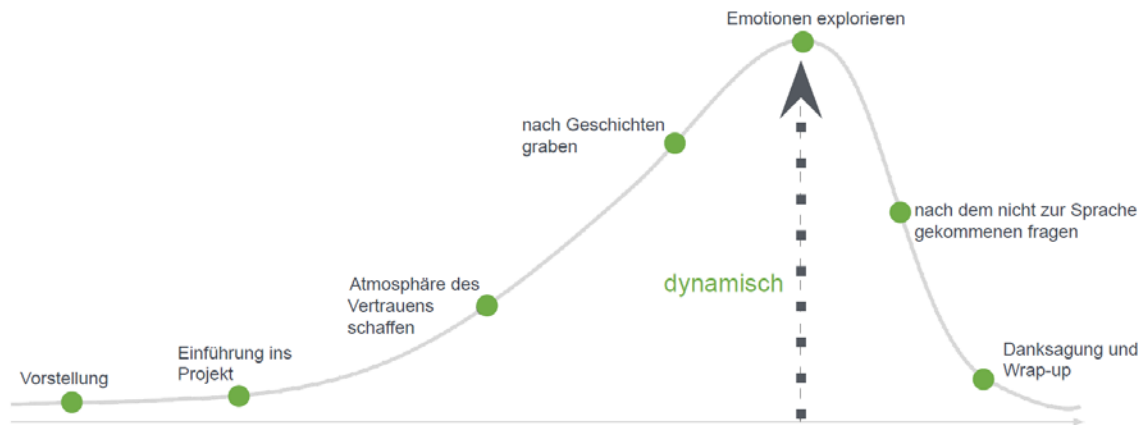 Emotionen explorieren
nach Geschichten
graben
nach dem nicht zur Sprache
gekommenen fragen
dynamisch
Atmosphäre des
Vertrauens
schaffen
Einführung ins
Projekt
Vorstellung
Danksagung und
Wrap-up